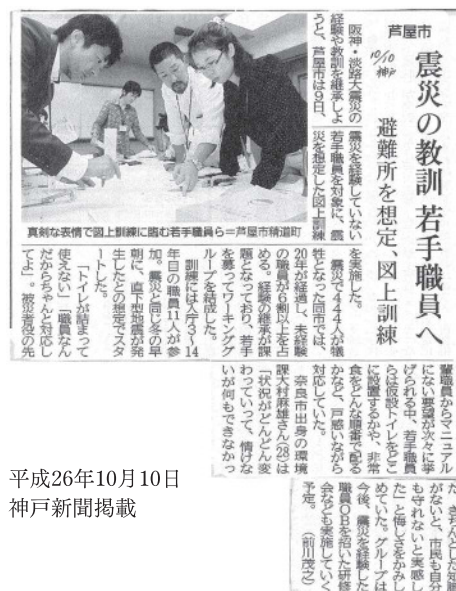 芦屋市
10/10 神戸
震災の教訓 若手職員へ
避難所を想定、図上訓練
真剣な表情で図上訓練に臨む若手職員ら＝芦屋市精道町
阪神・淡路大震災の
経験や教訓を継承しよ
うと、芦屋市は9日、
震災を経験していない
若手職員を対象に、震
災を想定した図上訓練
を実施した。
震災で444人が犠
牲となった同市では、
20年が経過し、未経験
の職員が6割以上を占
める。経験の継承が課
題となっており、若手
を募ってワーキンググ
ループを結成した。
訓練には入庁3〜14
年目の職員11人が参
加。震災と同じ冬の早
朝に、直下型地震が発
生したとの想定でスタ
ートした。
「トイレが詰まって
使えない」「職員なん
だからちゃんと対応し
てよ」。被災者役の先
輩職員からマニュアル
にない要望が次々に挙
げられる中、若手職員
らは仮設トイレをどこ
に設置するかや、非常
食をどんな順番で配る
かなど、戸惑いながら
対応していた。
奈良市出身の環境
課大村麻雄さん(28)は
「状況がどんどん変
わっていって、情けな
いが何もできなかっ
た。きちんとした知識
がないと、市民も自分
も守れないと実感し
た」と悔しさをかみし
めていた。グループは
今後、震災を経験した
職員OBを招いた研修
会なども実施していく
予定。 (前川茂之)
平成26年10月10日
神戸新聞掲載